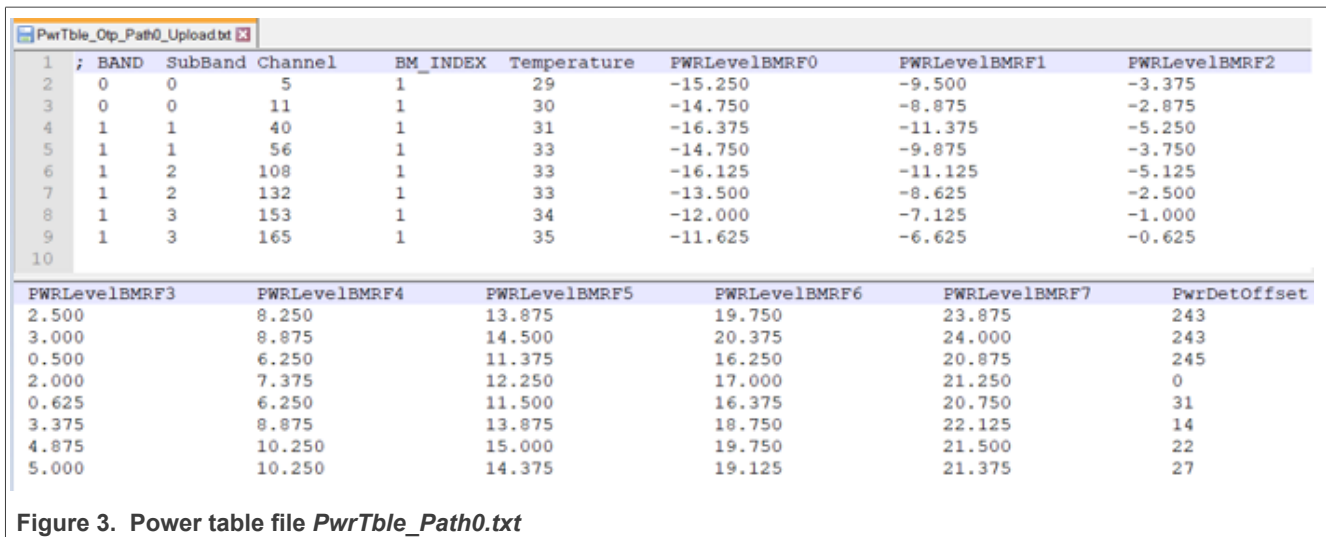 PwrTble_Otp_Path0_Upload.txt
1 ; BAND SubBand Channel BM_INDEX Temperature PWRLevelBMRF0 PWRLevelBMRF1 PWRLevelBMRF2
2 0 0 5 1 29 -15.250 -9.500 -3.375
3 0 0 11 1 30 -14.750 -8.875 -2.875
4 1 1 40 1 31 -16.375 -11.375 -5.250
5 1 1 56 1 33 -14.750 -9.875 -3.750
6 1 2 108 1 33 -16.125 -11.125 -5.125
7 1 2 132 1 33 -13.500 -8.625 -2.500
8 1 3 153 1 34 -12.000 -7.125 -1.000
9 1 3 165 1 35 -11.625 -6.625 -0.625
10
PWRLevelBMRF3 PWRLevelBMRF4 PWRLevelBMRF5 PWRLevelBMRF6 PWRLevelBMRF7 PwrDetOffset
2.500 8.250 13.875 19.750 23.875 243
3.000 8.875 14.500 20.375 24.000 243
0.500 6.250 11.375 16.250 20.875 245
2.000 7.375 12.250 17.000 21.250 0
0.625 6.250 11.500 16.375 20.750 31
3.375 8.875 13.875 18.750 22.125 14
4.875 10.250 15.000 19.750 21.500 22
5.000 10.250 14.375 19.125 21.375 27
Figure 3. Power table file PwrTble_Path0.txt